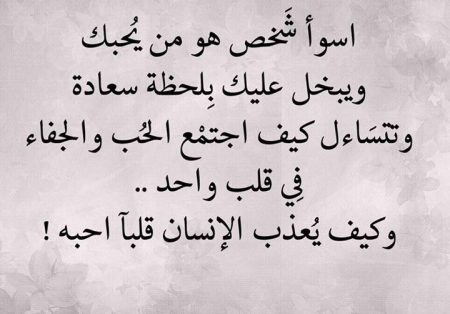 اسوأ شَخص هو من يُحبك
ويبخل عليك بِلحظة سعادة
وتتسَاءل كيف اجتمْع الحُب والجفاء
فِي قلب واحد ..
وكيف يُعذب الإنسان قلبآ احبه !